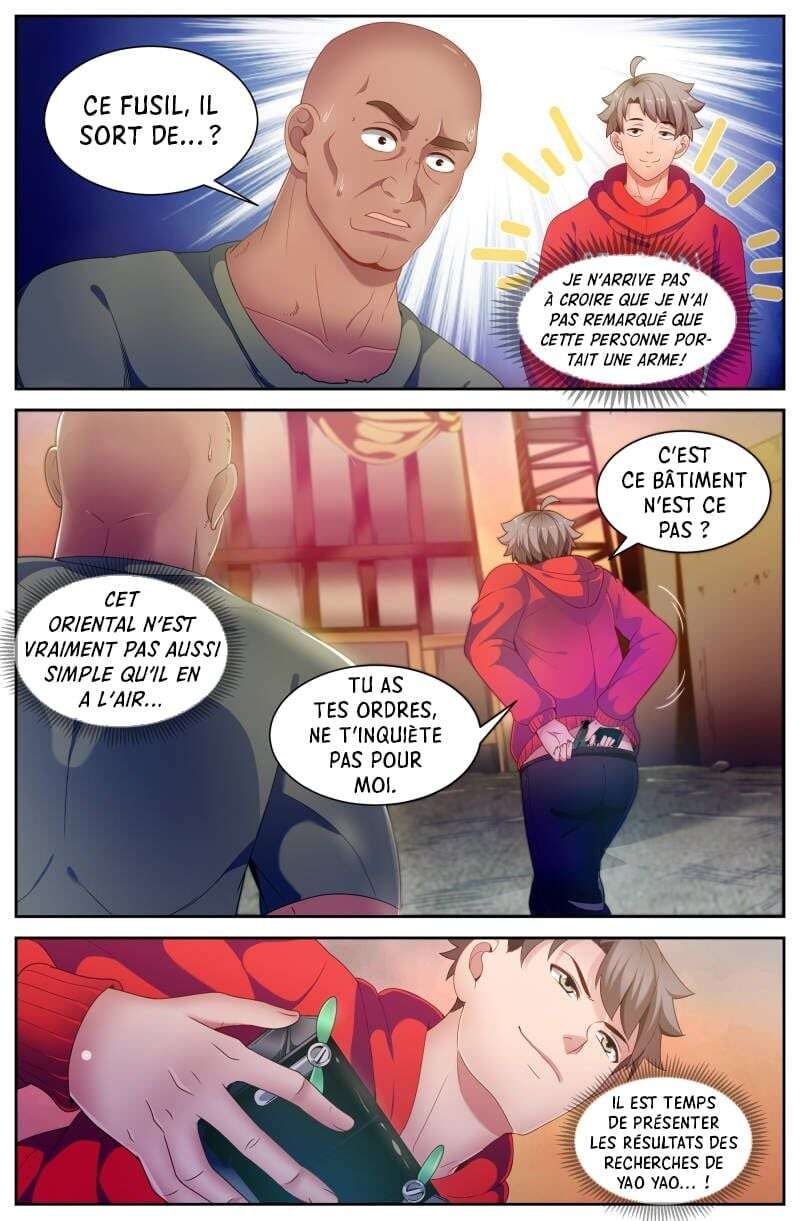 CE FUSIL, IL
SORT DE...?
JE N'ARRIVE PAS
À CROIRE QUE JE N'AI
PAS REMARQUÉ QUE
CETTE PERSONNE POR-
TAIT UNE ARME!
C'EST
CE BÂTIMENT
N'EST CE
PAS ?
CET
ORIENTAL N'EST
VRAIMENT PAS AUSSI
SIMPLE QU'IL EN
A L'AIR...
TU AS
TES ORDRES,
NE T'INQUIÈTE
PAS POUR
MOI.
IL EST TEMPS
DE PRÉSENTER
LES RÉSULTATS DES
RECHERCHES DE
YAO YAO... !